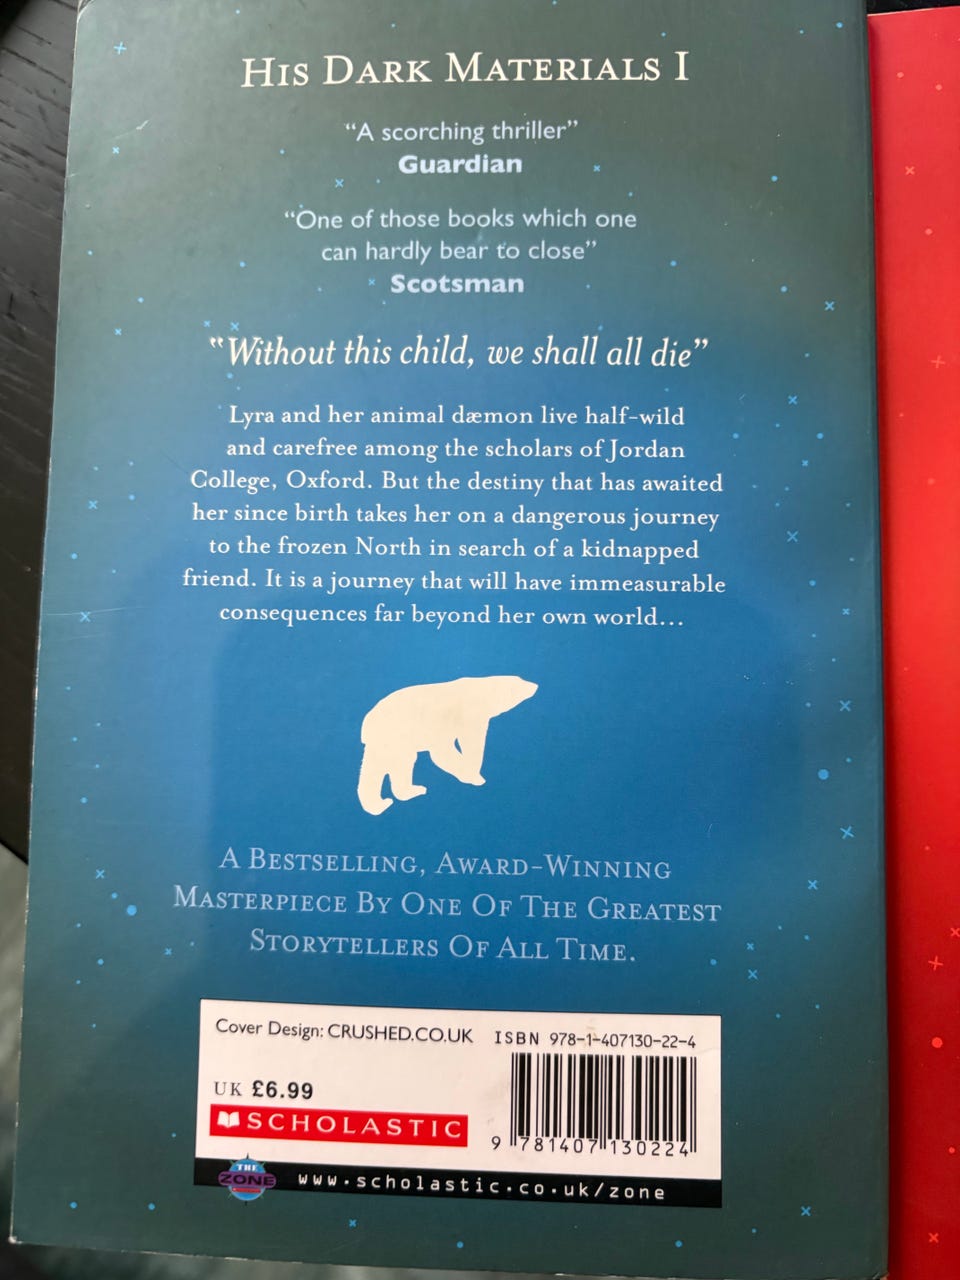 His Dark Materials I
“A scorching thriller”
Guardian
“One of those books which one
can hardly bear to close”
Scotsman
“Without this child, we shall all die”
Lyra and her animal dæmon live half-wild
and carefree among the scholars of Jordan
College, Oxford. But the destiny that has awaited
her since birth takes her on a dangerous journey
to the frozen North in search of a kidnapped
friend. It is a journey that will have immeasurable
consequences far beyond her own world...
A Bestselling, Award-Winning
Masterpiece By One Of The Greatest
Storytellers Of All Time.
Cover Design: CRUSHED.CO.UK
ISBN 978-1-407130-22-4
UK £6.99
SCHOLASTIC
9 781407 130224
THE
ZONE
www.scholastic.co.uk/zone